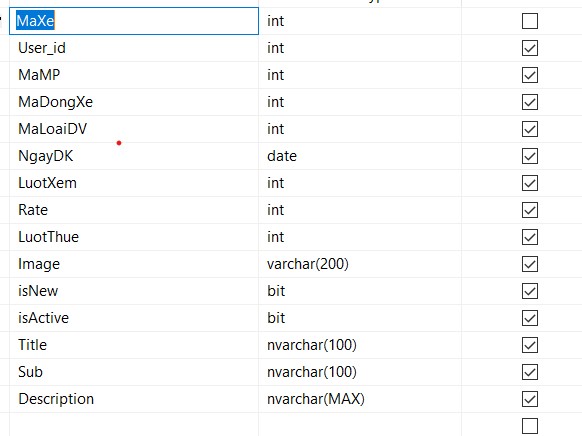 MaXe int
User_id int
MaMP int
MaDongXe int
MaLoaiDV int
NgayDK date
LuotXem int
Rate int
LuotThue int
Image varchar(200)
isNew bit
isActive bit
Title nvarchar(100)
Sub nvarchar(100)
Description nvarchar(MAX)